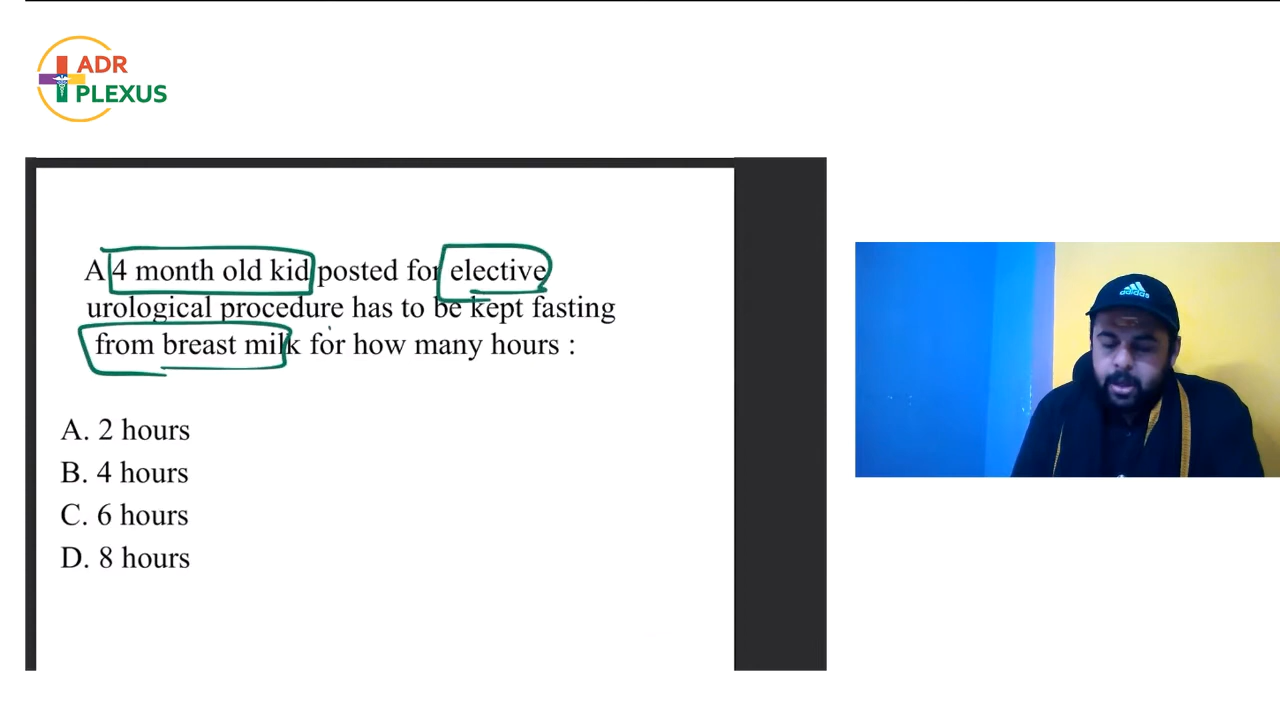 ADR
PLEXUS
A 4 month old kid posted for elective
urological procedure has to be kept fasting
from breast milk for how many hours :
adidas
A. 2 hours
B. 4 hours
C. 6 hours
D. 8 hours